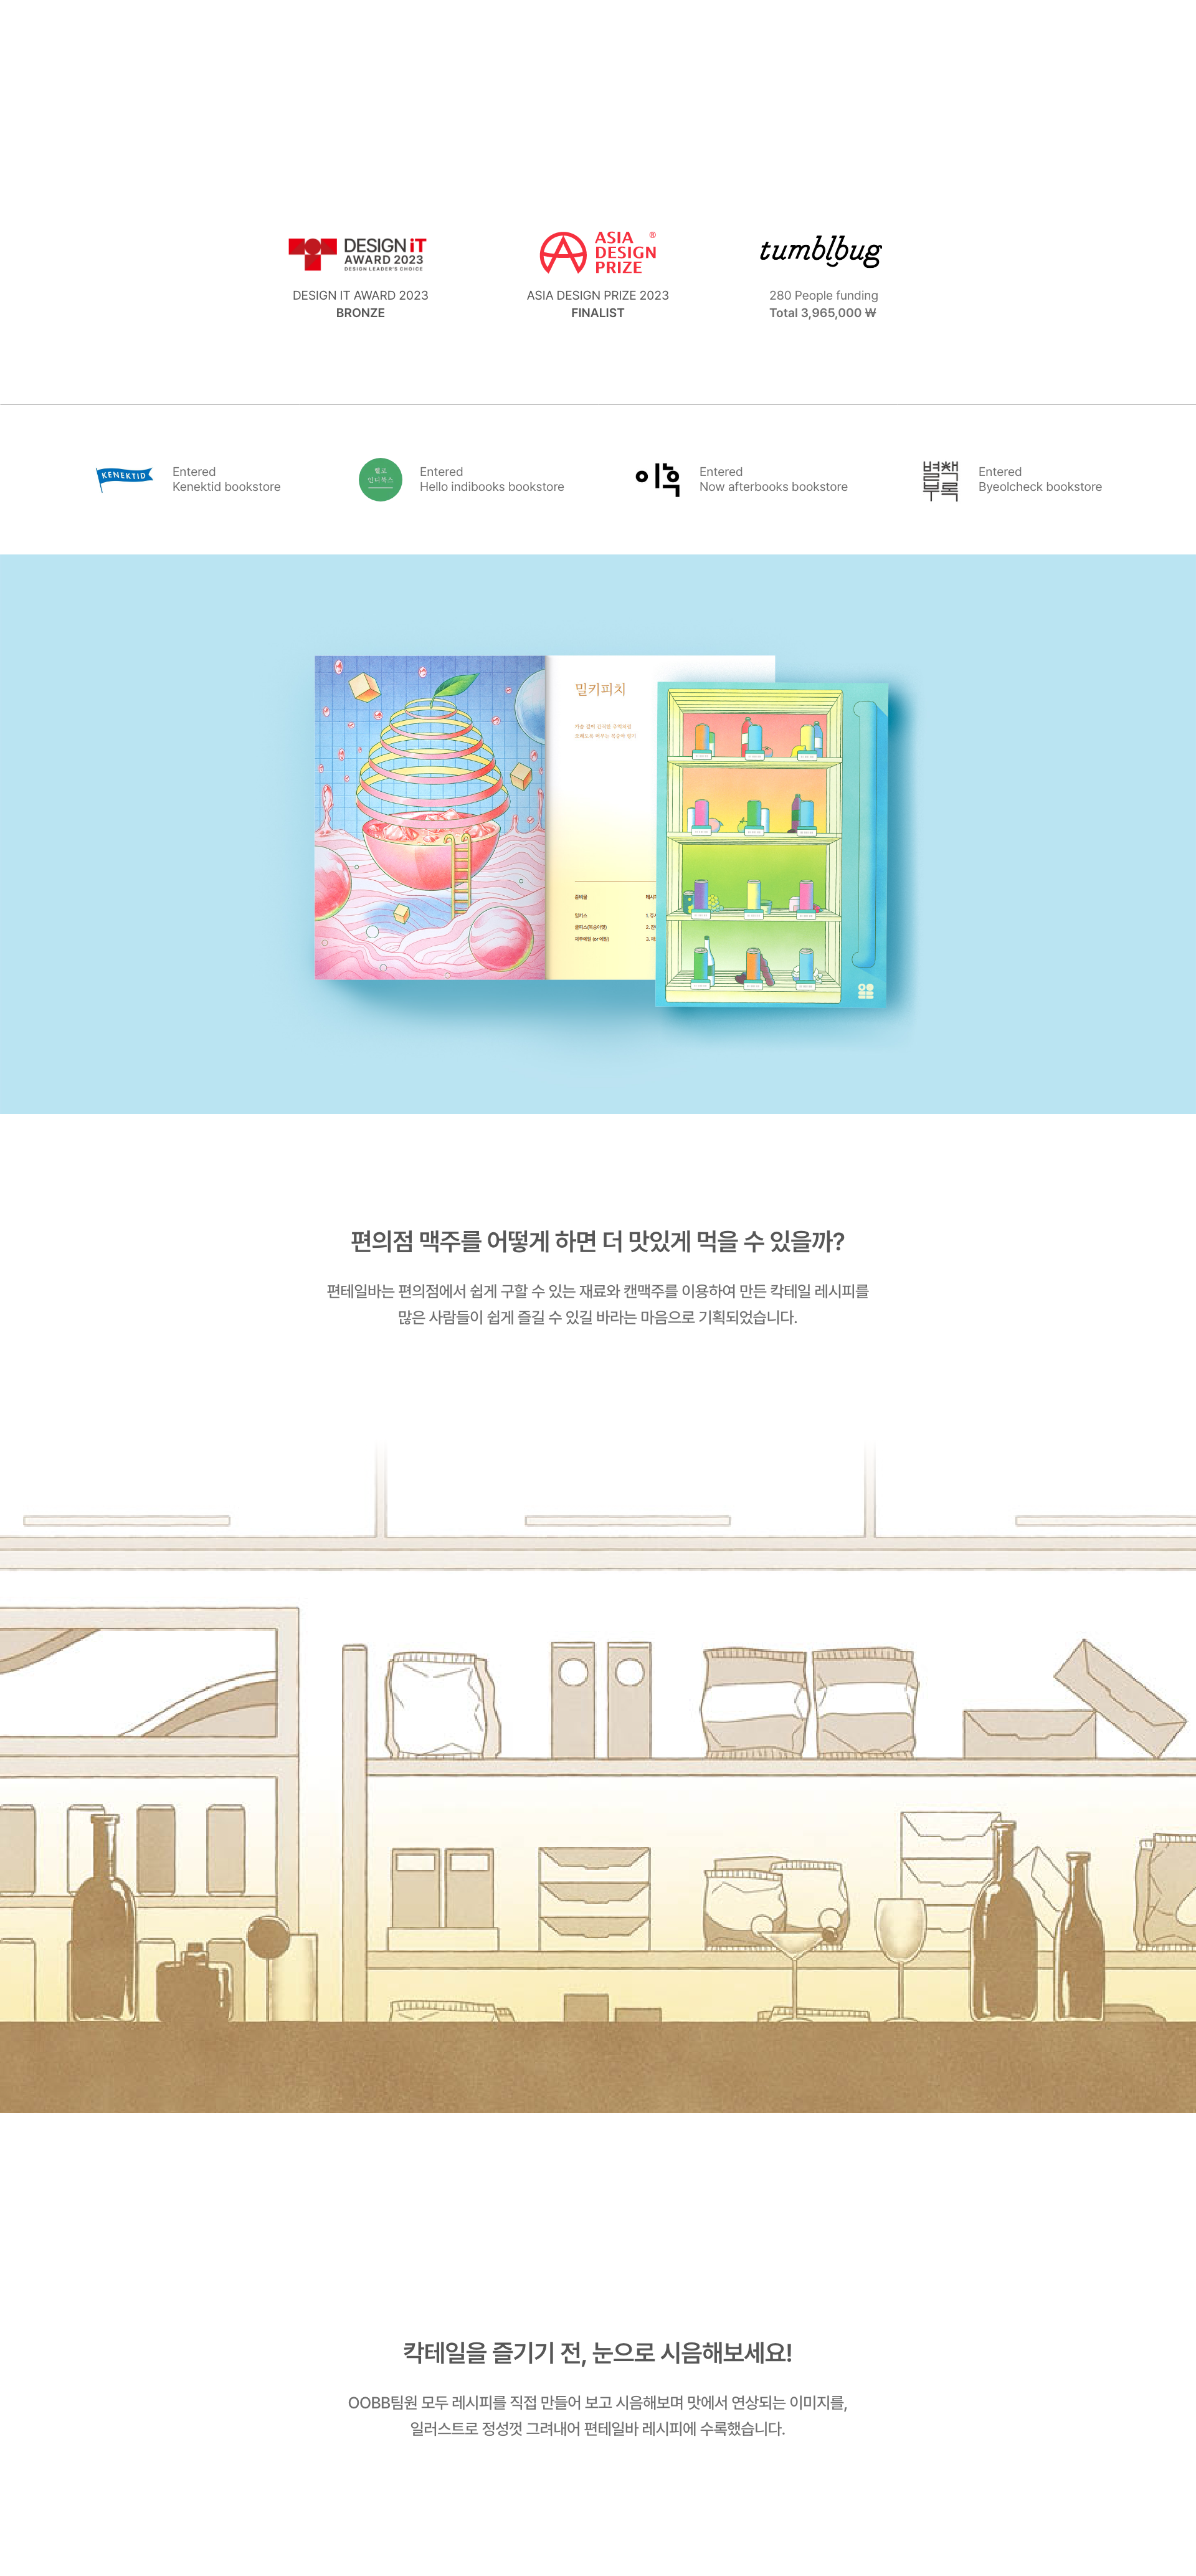 DESIGN iT
AWARD 2023
DESIGN LEADER'S CHOICE
DESIGN IT AWARD 2023
BRONZE
ASIA
DESIGN
PRIZE
®
ASIA DESIGN PRIZE 2023
FINALIST
tumblbug
280 People funding
Total 3,965,000 ₩
KENEKTID
Entered
Kenektid bookstore
헬로
인디북스
Entered
Hello indibooks bookstore
이후
Entered
Now afterbooks bookstore
별책
부록
Entered
Byeolcheck bookstore
밀키피치
준비물
밀키스
편의점 맥주를 어떻게 하면 더 맛있게 먹을 수 있을까?
편테일바는 편의점에서 쉽게 구할 수 있는 재료와 캔맥주를 이용하여 만든 칵테일 레시피를
많은 사람들이 쉽게 즐길 수 있길 바라는 마음으로 기획되었습니다.
칵테일을 즐기기 전, 눈으로 시음해보세요!
OOBB팀원 모두 레시피를 직접 만들어 보고 시음해보며 맛에서 연상되는 이미지를,
일러스트로 정성껏 그려내어 편테일바 레시피에 수록했습니다.